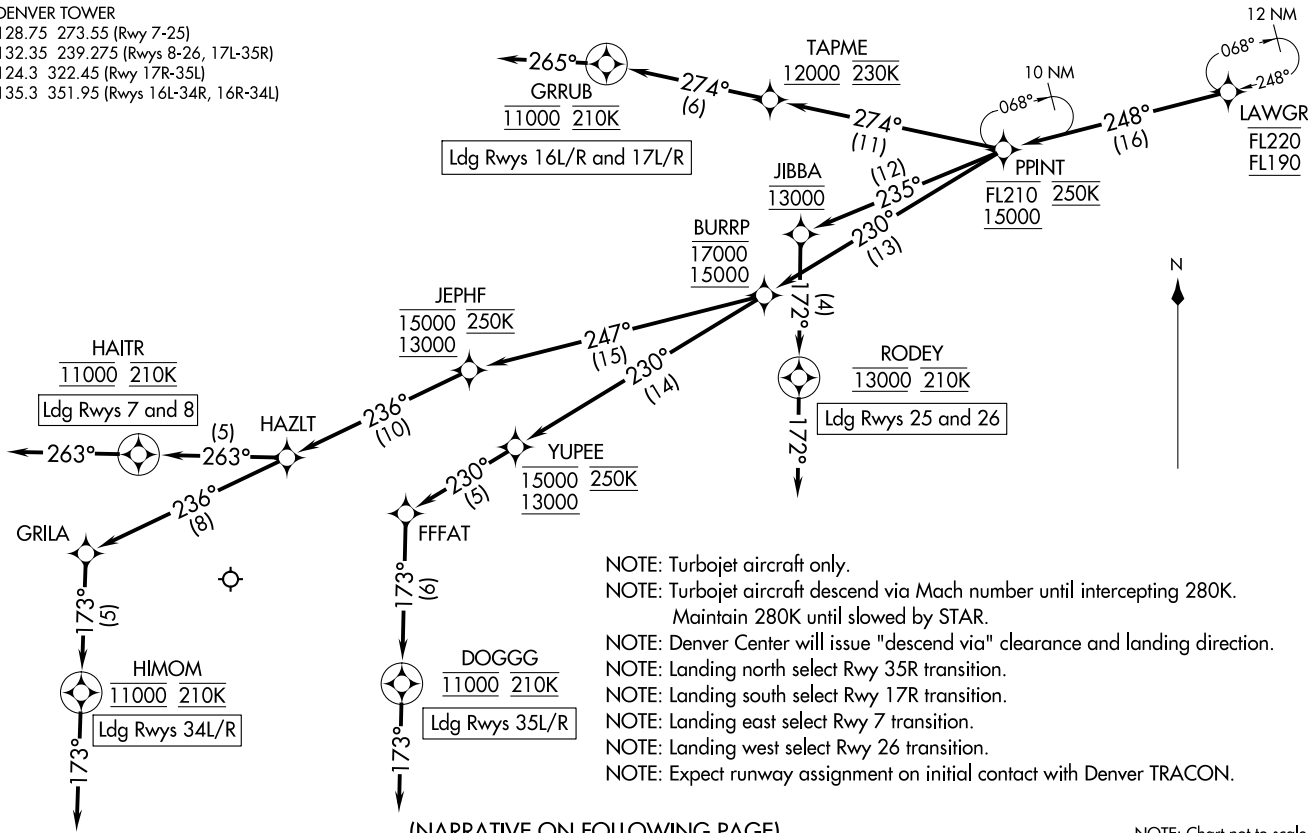 DENVER TOWER
128.75 273.55 (Rwy 7-25)
132.35 239.275 (Rwys 8-26, 17L-35R)
124.3 322.45 (Rwy 17R-35L)
135.3 351.95 (Rwys 16L-34R, 16R-34L)
12 NM
068°
248°
LAWGR
FL220
FL190
10 NM
068°
248°
(16)
PPINT
FL210 250K
15000
TAPME
12000 230K
274°
(11)
274°
(6)
265°
GRRUB
11000 210K
Ldg Rwys 16L/R and 17L/R
(12)
235°
JIBBA
13000
230°
(13)
BURRP
17000
15000
172°
(4)
RODEY
13000 210K
Ldg Rwys 25 and 26
172°
N
JEPHF
15000 250K
13000
247°
(15)
230°
(14)
HAITR
11000 210K
Ldg Rwys 7 and 8
HAZLT
236°
(10)
(5)
263°
263°
YUPEE
15000 250K
13000
230°
(5)
236°
(8)
GRILA
FFFAT
173°
(5)
173°
(6)
HIMOM
11000 210K
Ldg Rwys 34L/R
173°
DOGGG
11000 210K
Ldg Rwys 35L/R
173°
NOTE: Turbojet aircraft only.
NOTE: Turbojet aircraft descend via Mach number until intercepting 280K.
Maintain 280K until slowed by STAR.
NOTE: Denver Center will issue "descend via" clearance and landing direction.
NOTE: Landing north select Rwy 35R transition.
NOTE: Landing south select Rwy 17R transition.
NOTE: Landing east select Rwy 7 transition.
NOTE: Landing west select Rwy 26 transition.
NOTE: Expect runway assignment on initial contact with Denver TRACON.
(NARRATIVE ON FOLLOWING PAGE)
NOTE: Chart not to scale